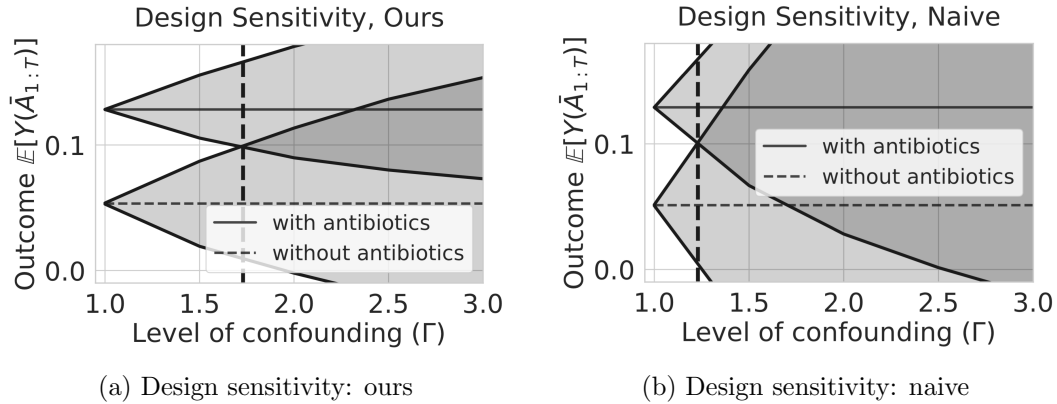 Design Sensitivity, Ours
Outcome 𝔼[Y(Ā₁:T)]
0.1
0.0
with antibiotics
without antibiotics
1.0 1.5 2.0 2.5 3.0
Level of confounding (Γ)
(a) Design sensitivity: ours
Design Sensitivity, Naive
Outcome 𝔼[Y(Ā₁:T)]
0.1
0.0
with antibiotics
without antibiotics
1.0 1.5 2.0 2.5 3.0
Level of confounding (Γ)
(b) Design sensitivity: naive